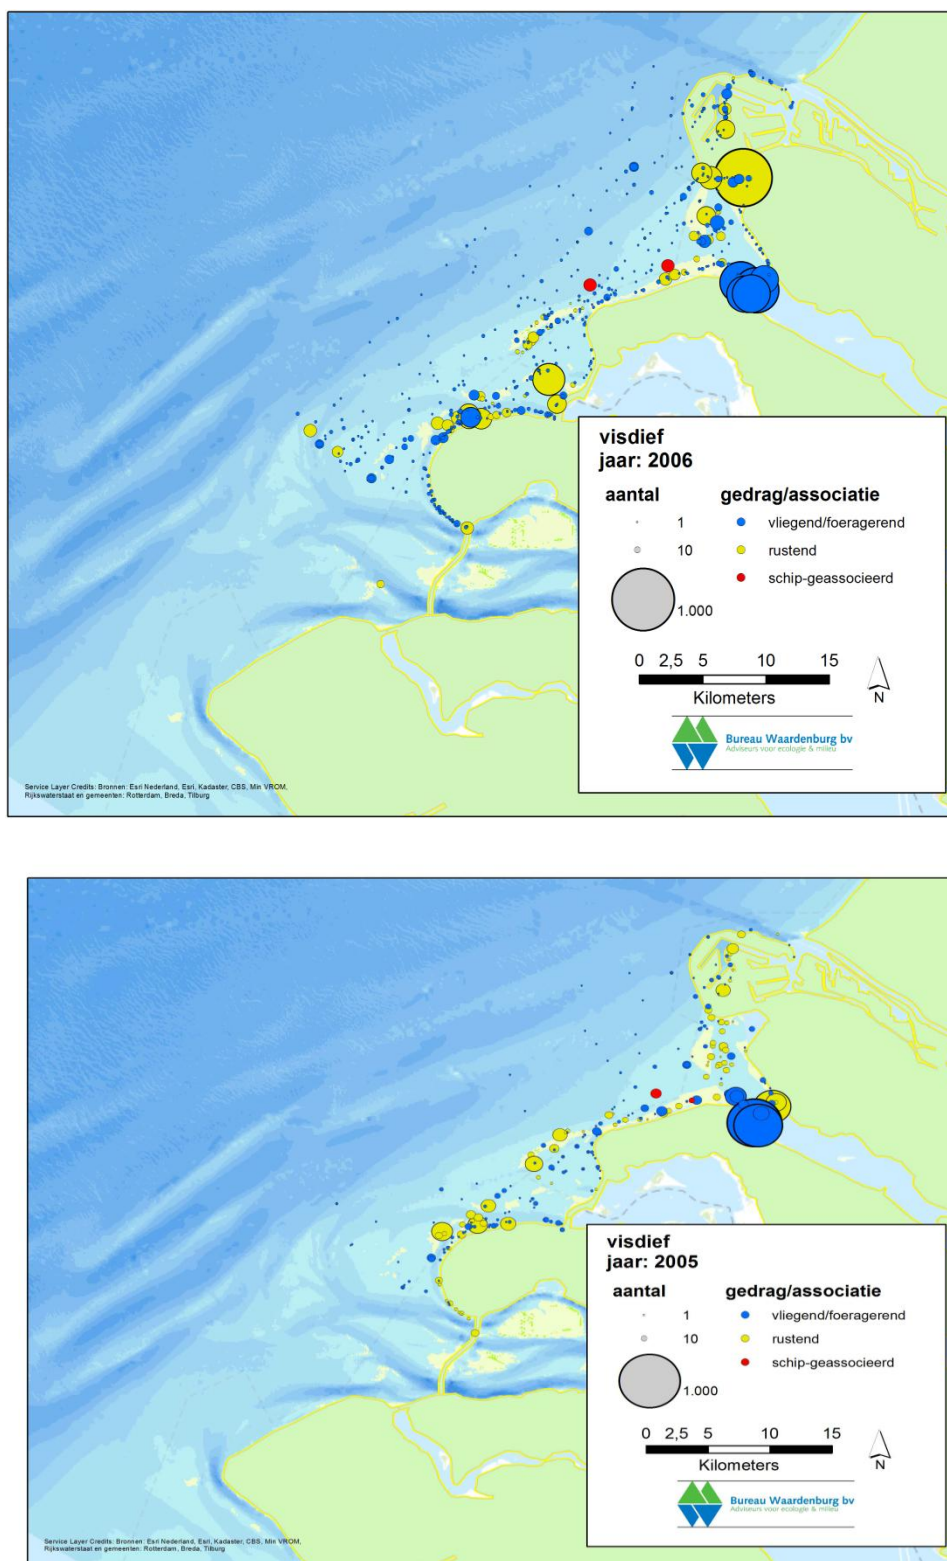 visdief
jaar: 2006
aantal gedrag/associatie
1 vliegend/foeragerend
10 rustend
schip-geassocieerd
1.000
0 2,5 5 10 15
Kilometers
N
Bureau Waardenburg bv
Adviseurs voor ecologie & milieu
Service Layer Credits: Bronnen: Esri Nederland, Esri, Kadaster, CBS, Min VROM,
Rijkswaterstaat en gemeenten: Rotterdam, Breda, Tilburg
visdief
jaar: 2005
aantal gedrag/associatie
1 vliegend/foeragerend
10 rustend
schip-geassocieerd
1.000
0 2,5 5 10 15
Kilometers
N
Bureau Waardenburg bv
Adviseurs voor ecologie & milieu
Service Layer Credits: Bronnen: Esri Nederland, Esri, Kadaster, CBS, Min VROM,
Rijkswaterstaat en gemeenten: Rotterdam, Breda, Tilburg